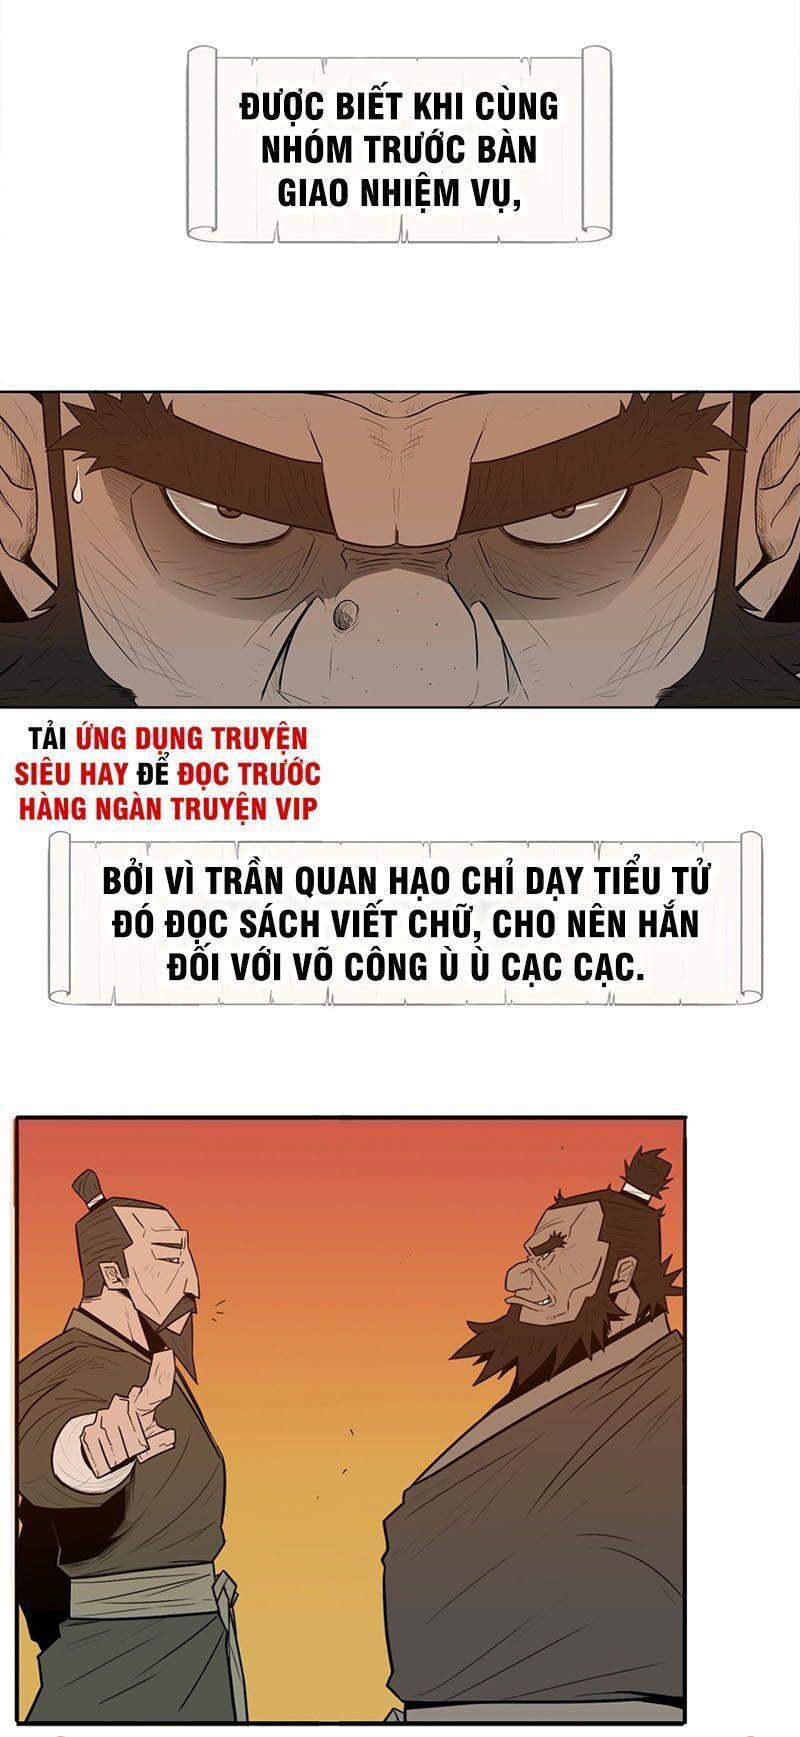 ĐƯỢC BIẾT KHI CÙNG
NHÓM TRƯỚC BÀN
GIAO NHIỆM VỤ,
TẢI ỨNG DỤNG TRUYỆN
SIÊU HAY ĐỂ ĐỌC TRƯỚC
HÀNG NGÀN TRUYỆN VIP
BỞI VÌ TRẦN QUAN HẠO CHỈ DẠY TIỂU TỬ
ĐÓ ĐỌC SÁCH VIẾT CHỮ, CHO NÊN HẮN
ĐỐI VỚI VÕ CÔNG Ù Ù CẠC CẠC.